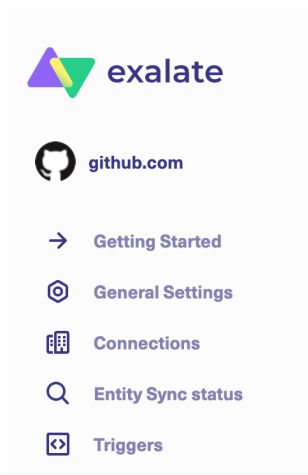 exalate
github.com
Getting Started
General Settings
Connections
Entity Sync status
Triggers